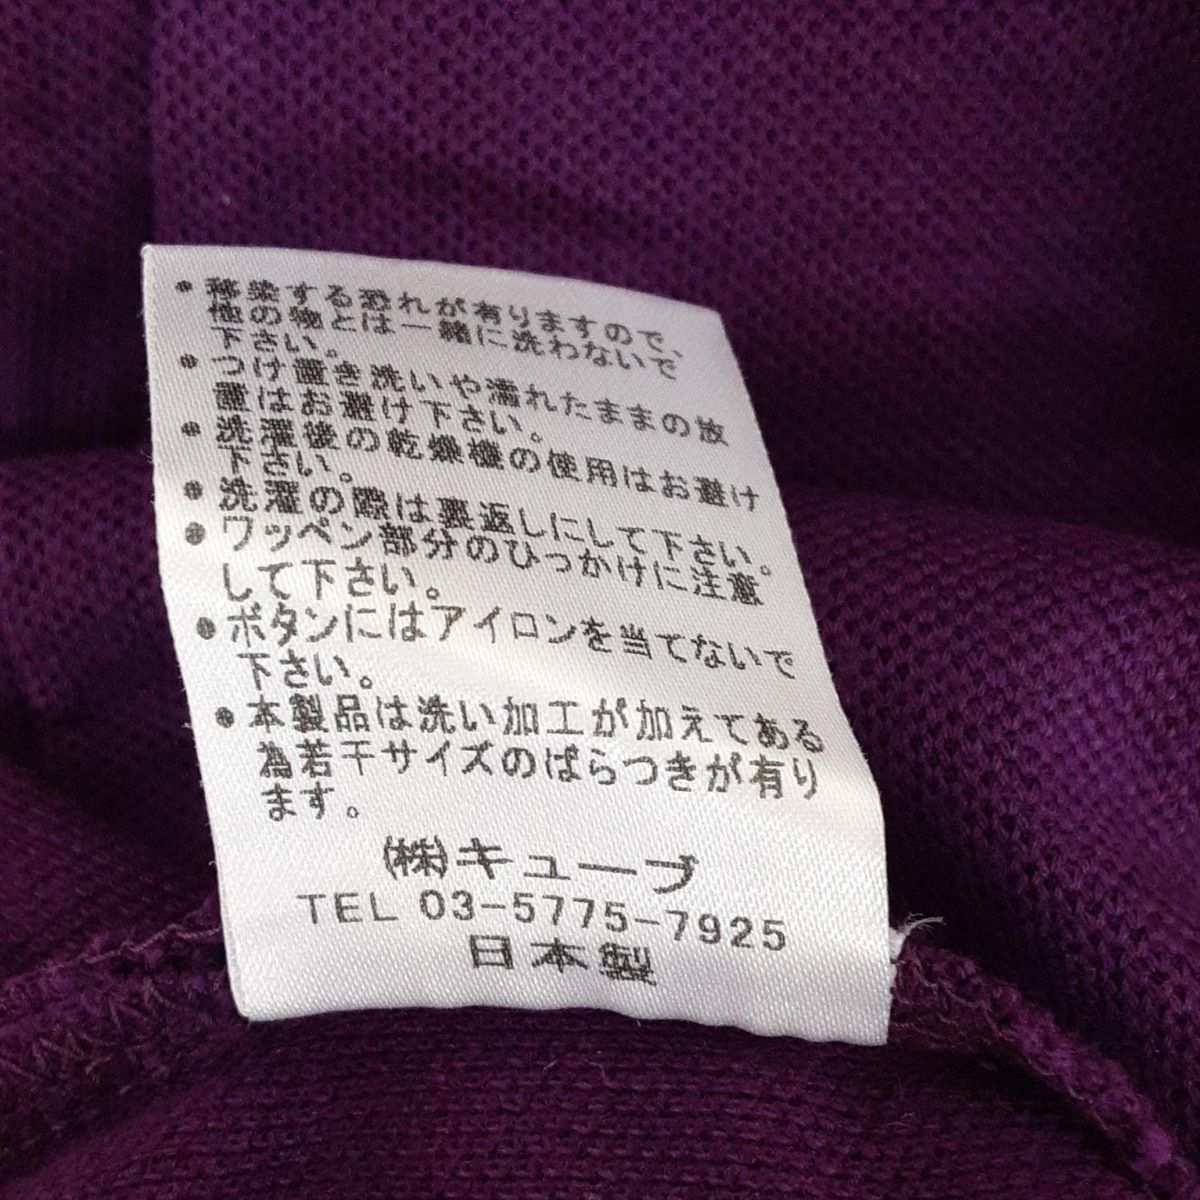 ・移染する恐れが有りますので、
他の物とは一緒に洗わないで
下さい。
・つけ置き洗いや濡れたままの放
置はお避け下さい。
・洗濯後の乾燥機の使用はお避け
下さい。
・洗濯の際は裏返しにして下さい。
・ワッペン部分のひっかけに注意
して下さい。
・ボタンにはアイロンを当てないで
下さい。
・本製品は洗い加工が加えてある
為若干サイズのばらつきが有り
ます。
㈱キューブ
TEL 03-5775-7925
日本製